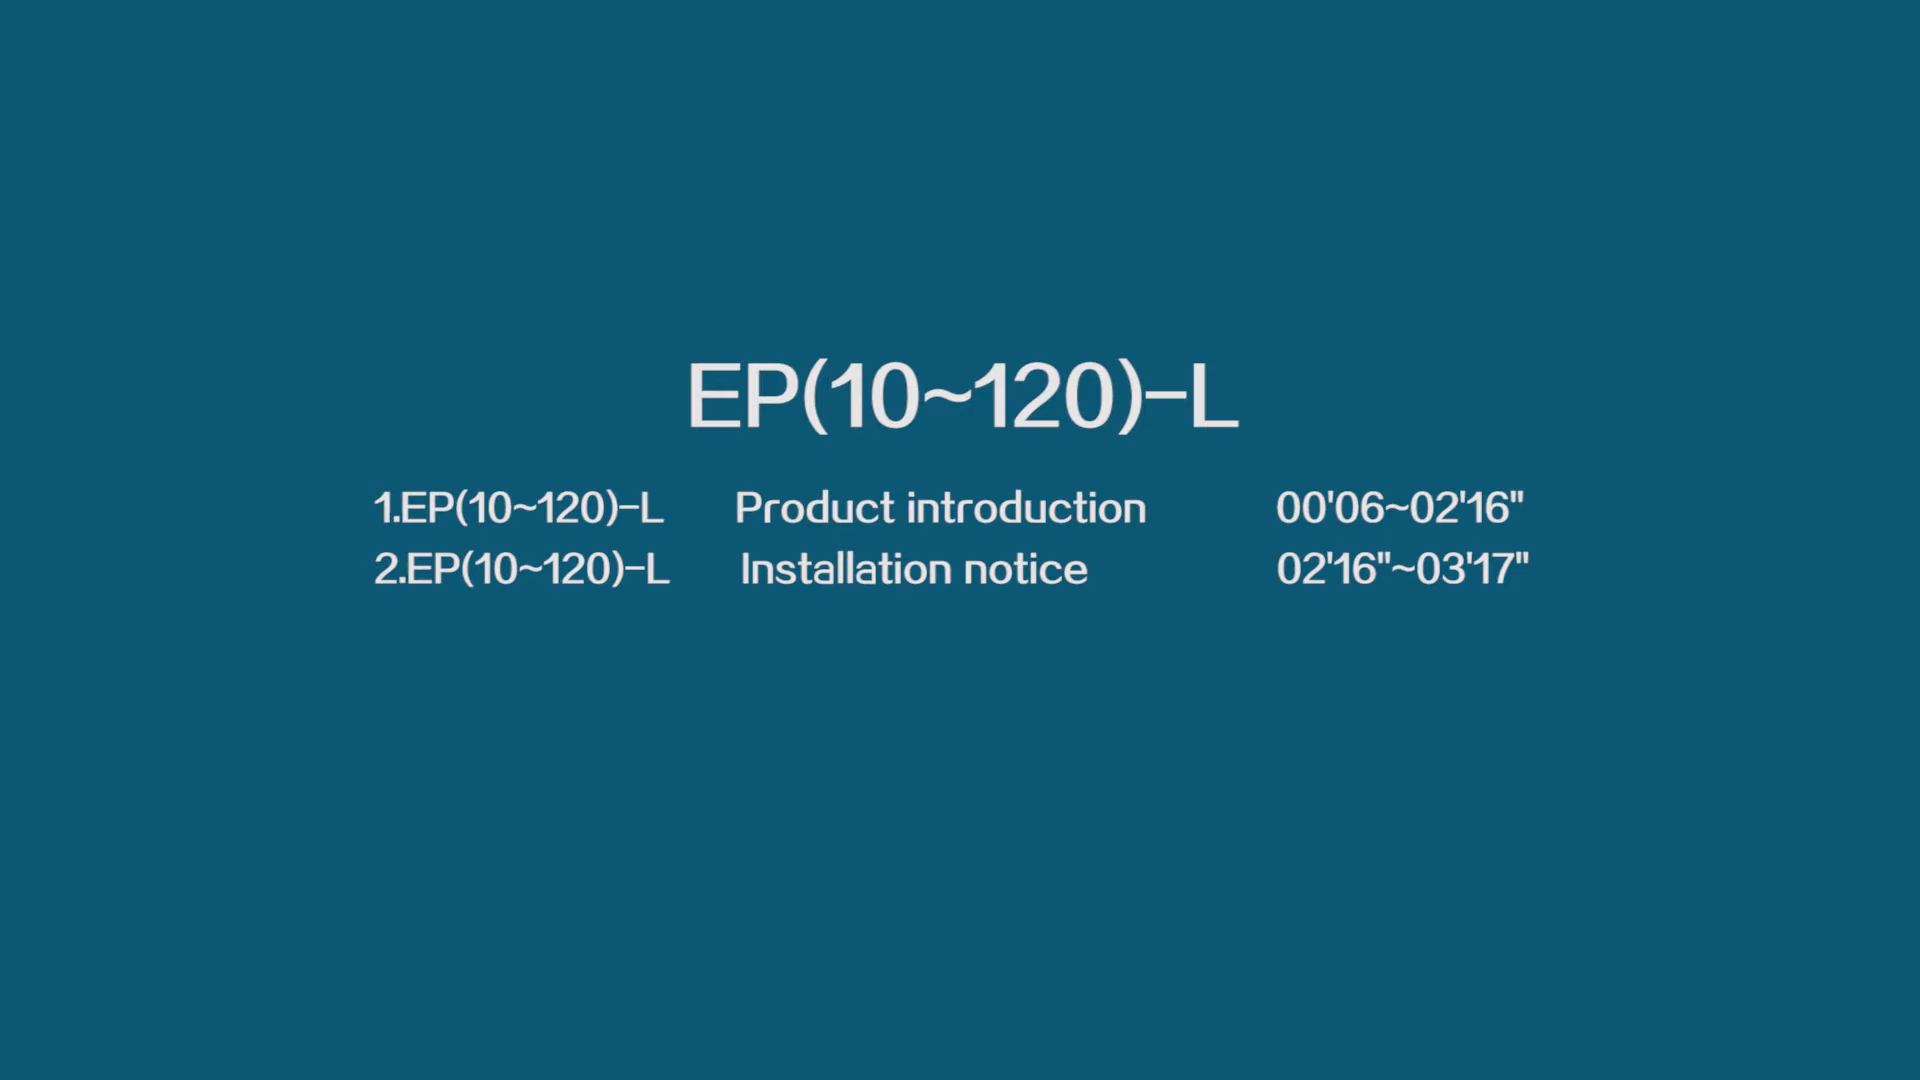 EP(10~120)-L
1.EP(10~120)-L Product introduction 00'06~02'16"
2.EP(10~120)-L Installation notice 02'16"~03'17"